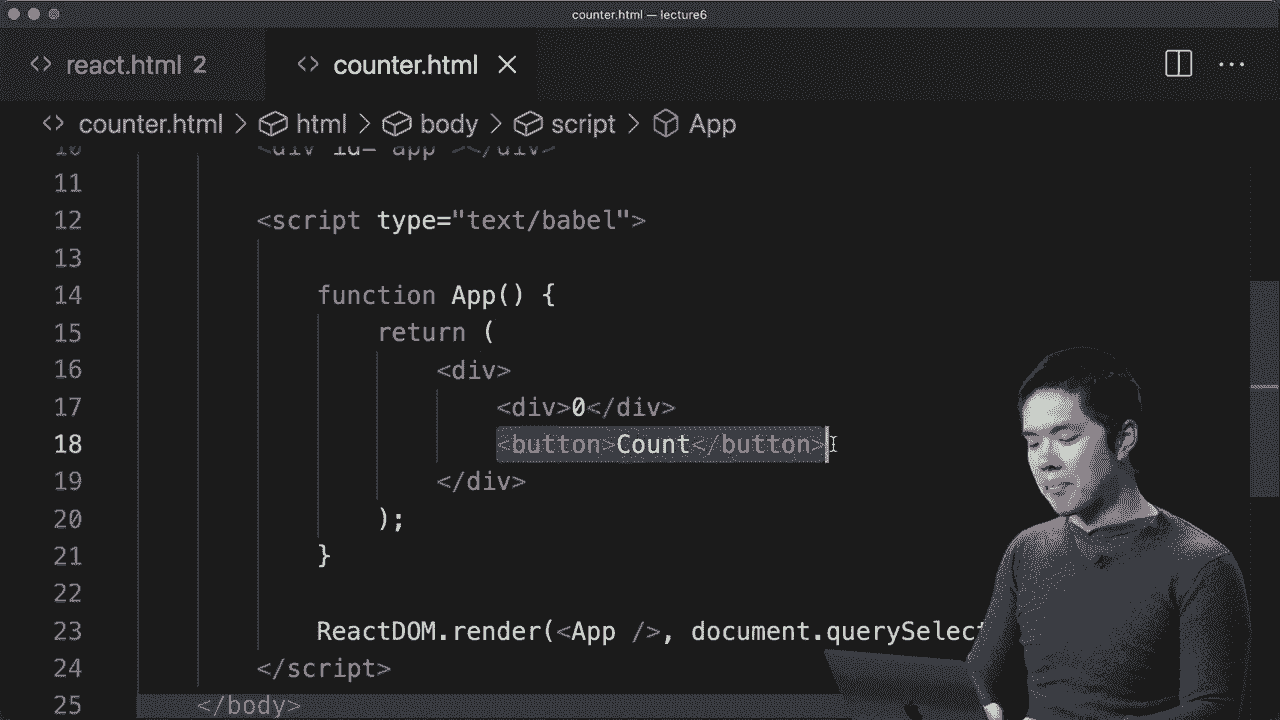 counter.html — lecture6
react.html 2 counter.html
counter.html > html > body > script > App
10 <div id="app"></div>
11
12 <script type="text/babel">
13
14 function App() {
15 return (
16 <div>
17 <div>0</div>
18 <button>Count</button>
19 </div>
20 );
21 }
22
23 ReactDOM.render(<App />, document.querySelect
24 </script>
25 </body>